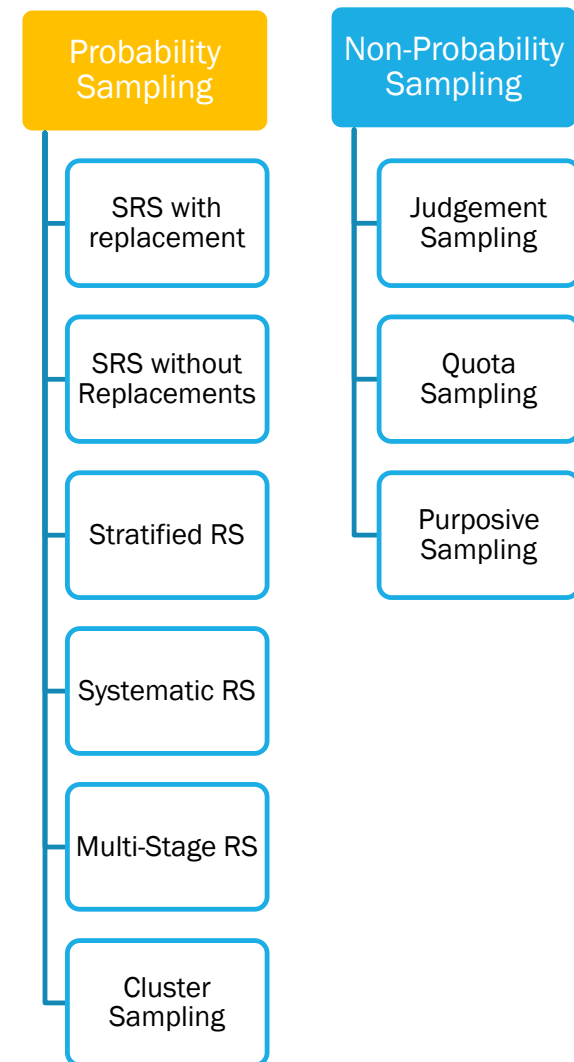 Probability
Sampling
SRS with
replacement
SRS without
Replacements
Stratified RS
Systematic RS
Multi-Stage RS
Cluster
Sampling
Non-Probability
Sampling
Judgement
Sampling
Quota
Sampling
Purposive
Sampling